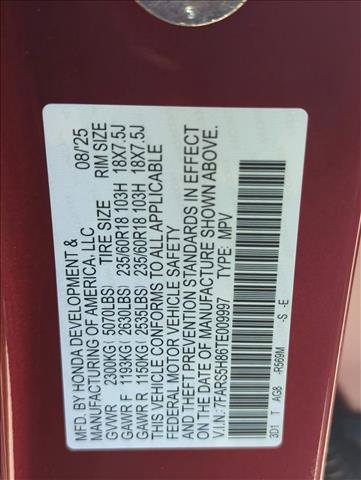 MFD. BY HONDA DEVELOPMENT & 08/25
MANUFACTURING OF AMERICA, LLC
GVWR 2300KG ( 5070LBS) TIRE SIZE RIM SIZE
GAWR F 1193KG ( 2630LBS) 235/60R18 103H 18X7.5J
GAWR R 1150KG ( 2535LBS) 235/60R18 103H 18X7.5J
THIS VEHICLE CONFORMS TO ALL APPLICABLE
FEDERAL MOTOR VEHICLE SAFETY
AND THEFT PREVENTION STANDARDS IN EFFECT
ON THE DATE OF MANUFACTURE SHOWN ABOVE.
V.I.N.:7FARS5H86TE009997 TYPE: MPV
3D1 T AG8 -R569M -S -E